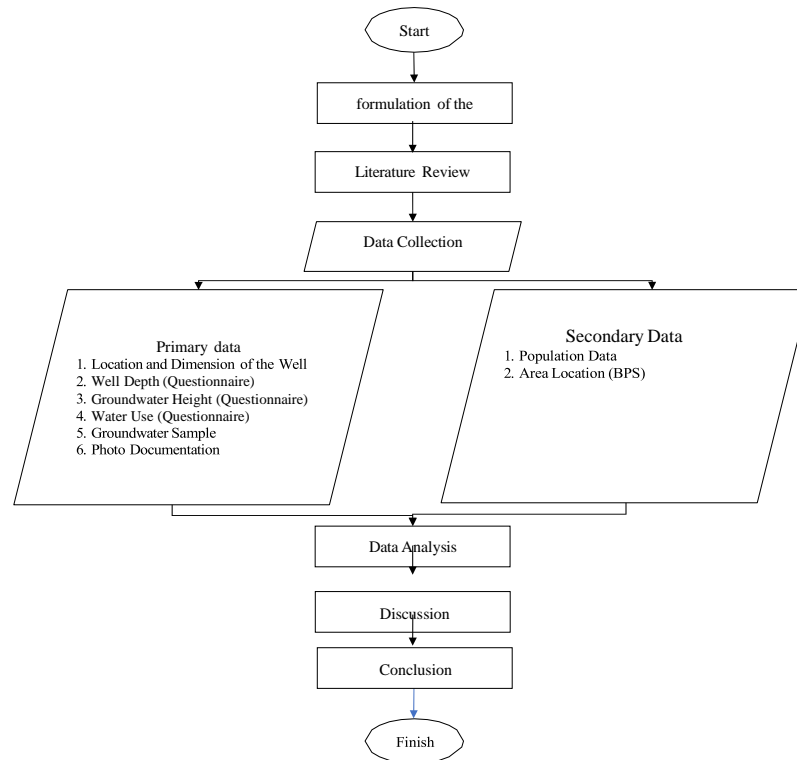 Start
formulation of the
Literature Review
Data Collection
Primary data
1. Location and Dimension of the Well
2. Well Depth (Questionnaire)
3. Groundwater Height (Questionnaire)
4. Water Use (Questionnaire)
5. Groundwater Sample
6. Photo Documentation
Secondary Data
1. Population Data
2. Area Location (BPS)
Data Analysis
Discussion
Conclusion
Finish